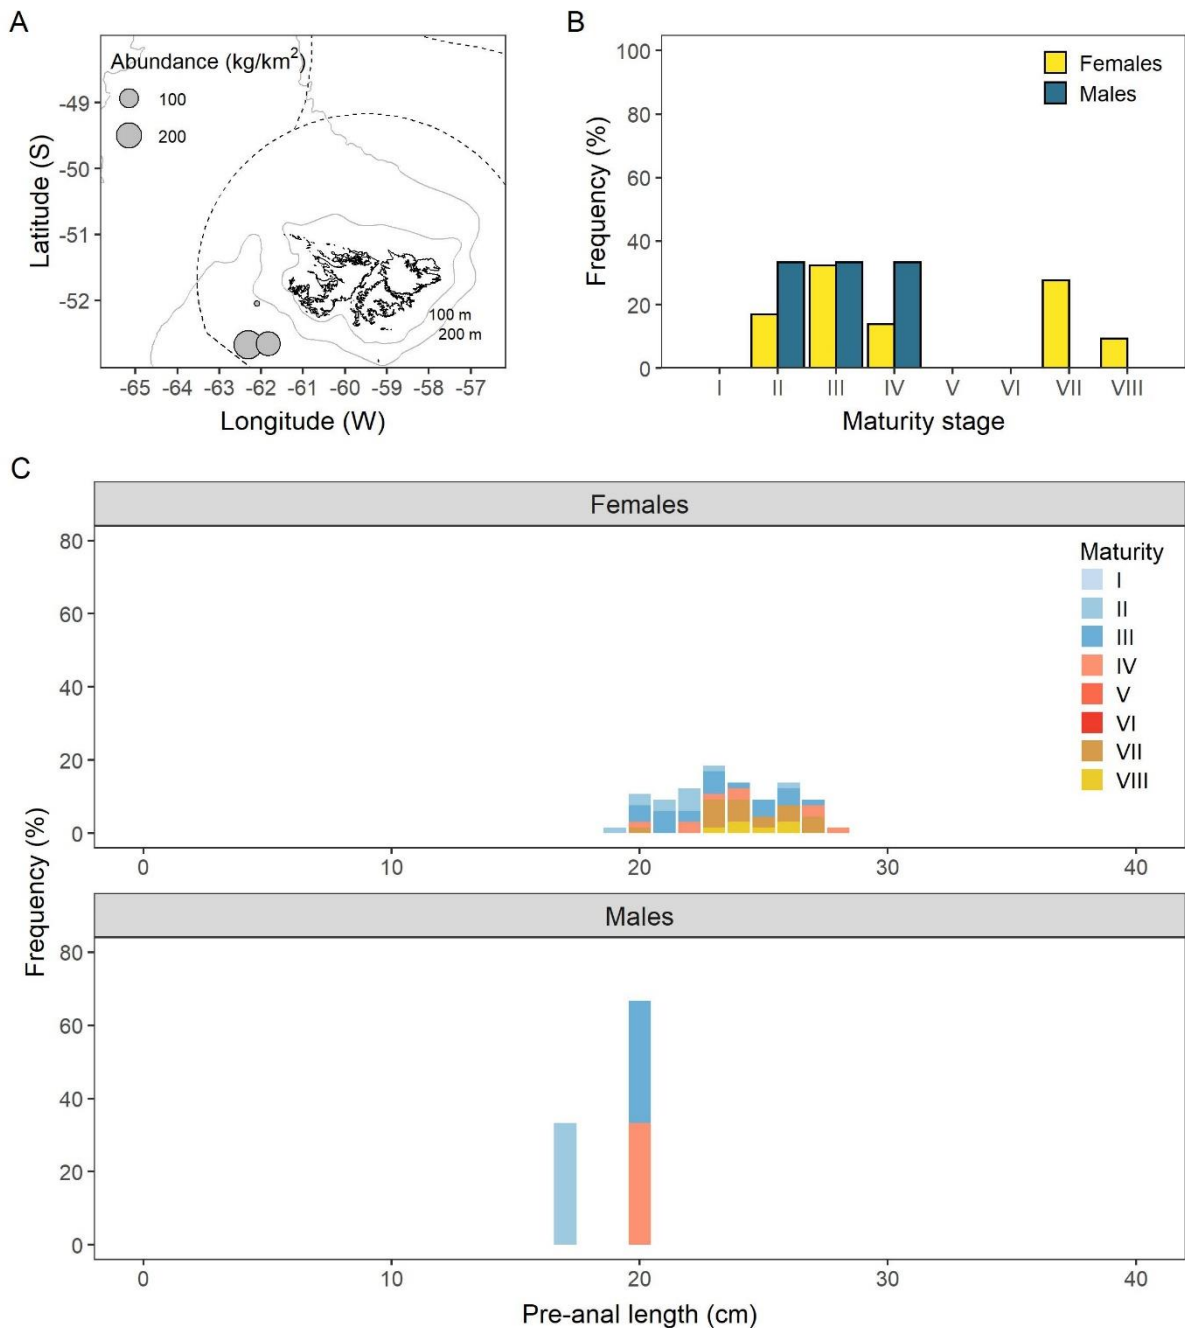 A
Abundance (kg/km²)
100
200
-49
-50
-51
-52
100 m
200 m
-65 -64 -63 -62 -61 -60 -59 -58 -57
Latitude (S)
Longitude (W)
B
Females
Males
100
80
60
40
20
0
I II III IV V VI VII VIII
Frequency (%)
Maturity stage
C
Females
80
60
40
20
0
Maturity
I
II
III
IV
V
VI
VII
VIII
0 10 20 30 40
Frequency (%)
Males
80
60
40
20
0
0 10 20 30 40
Pre-anal length (cm)